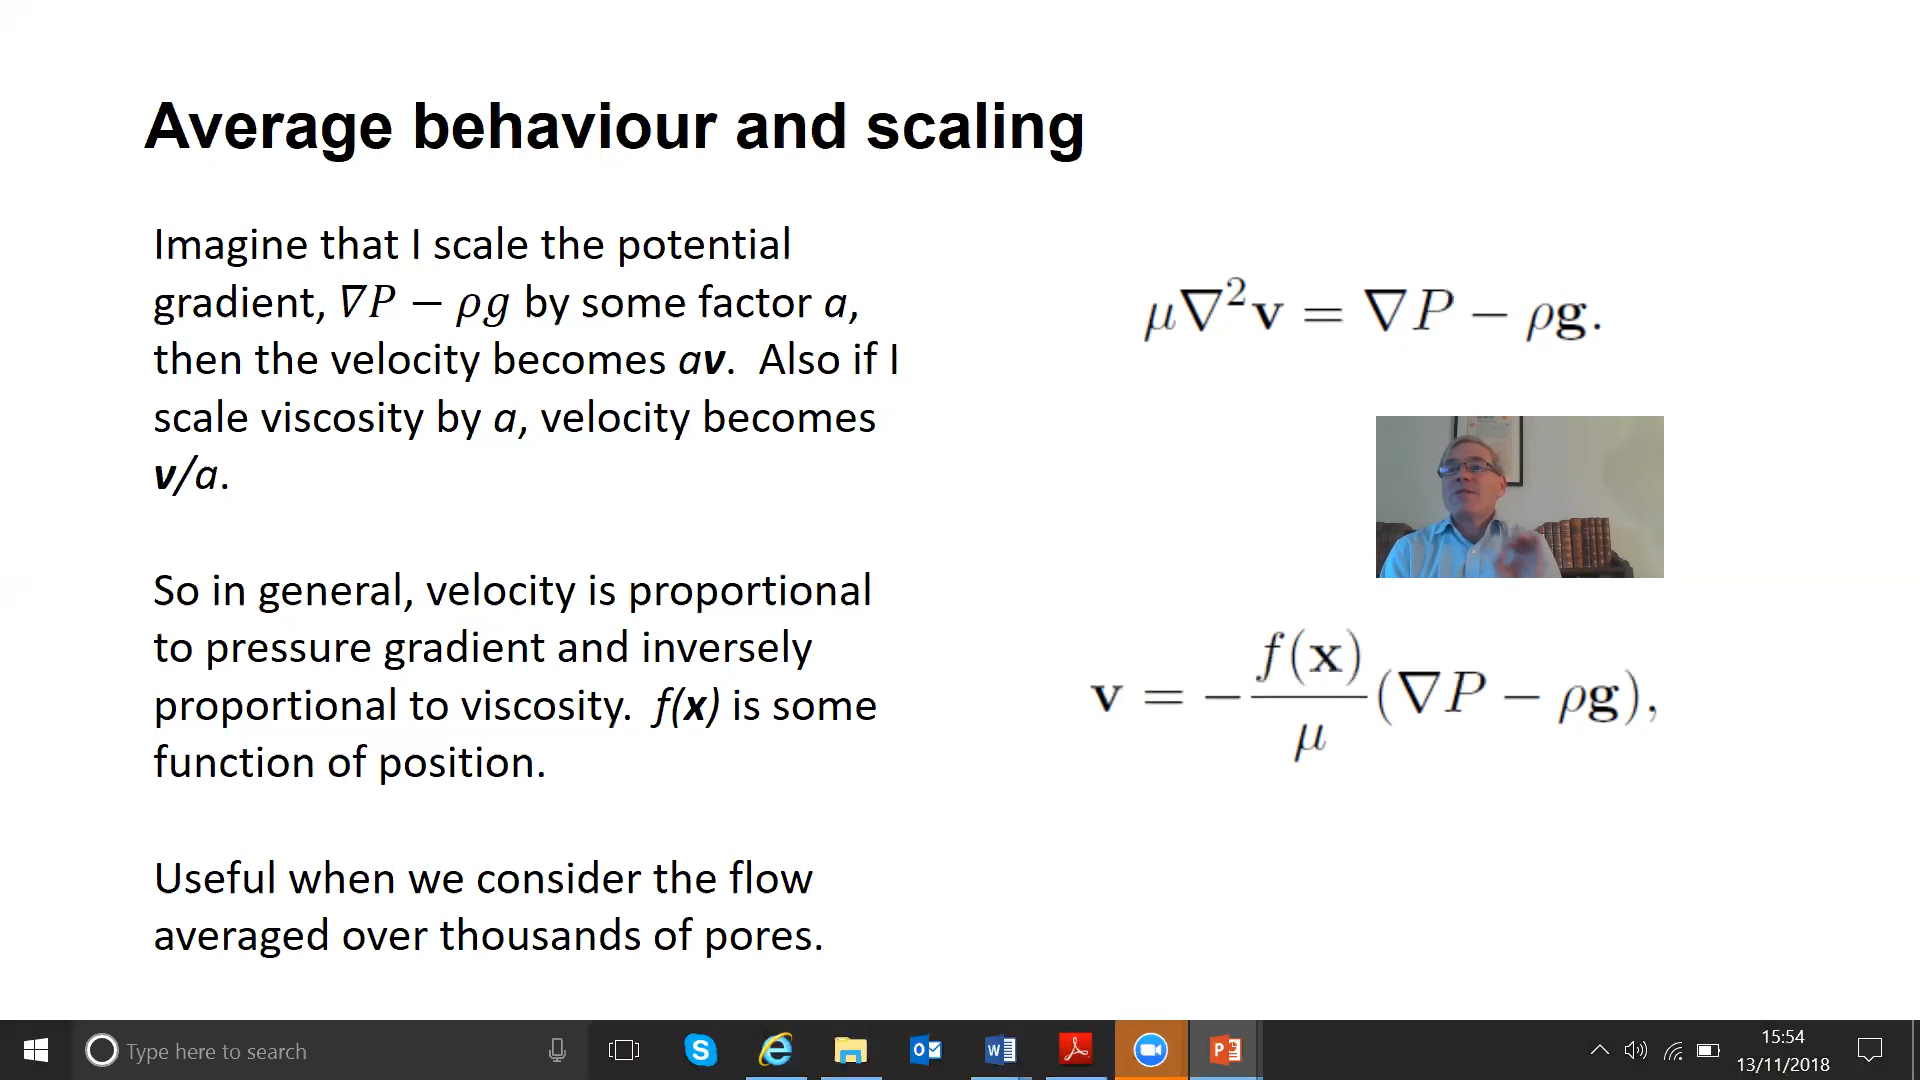 Average behaviour and scaling
Imagine that I scale the potential
gradient, ∇P − ρg by some factor a,
then the velocity becomes av. Also if I
scale viscosity by a, velocity becomes
v/a.
So in general, velocity is proportional
to pressure gradient and inversely
proportional to viscosity. f(x) is some
function of position.
Useful when we consider the flow
averaged over thousands of pores.
μ∇²v = ∇P − ρg.
v = −f(x)/μ (∇P − ρg),
Type here to search
15:54
13/11/2018